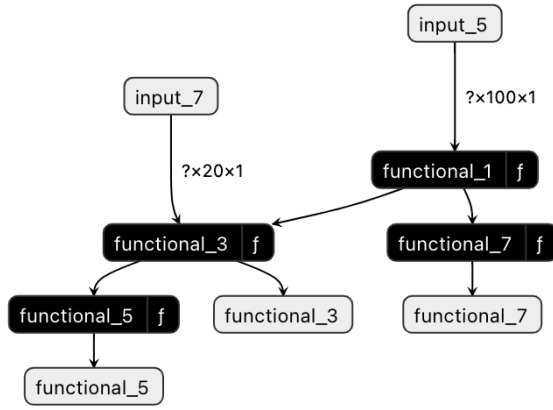 input_5
input_7
?×100×1
functional_1 ƒ
?×20×1
functional_3 ƒ
functional_7 ƒ
functional_5 ƒ
functional_3
functional_7
functional_5